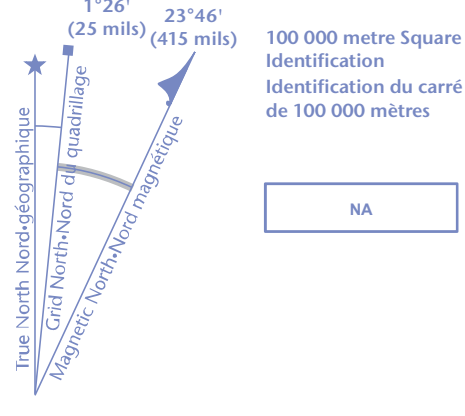 1°26'
(25 mils)
23°46'
(415 mils)
True North Nord•géographique
Grid North•Nord du quadrillage
Magnetic North•Nord magnétique
100 000 metre Square
Identification
Identification du carré
de 100 000 mètres
NA